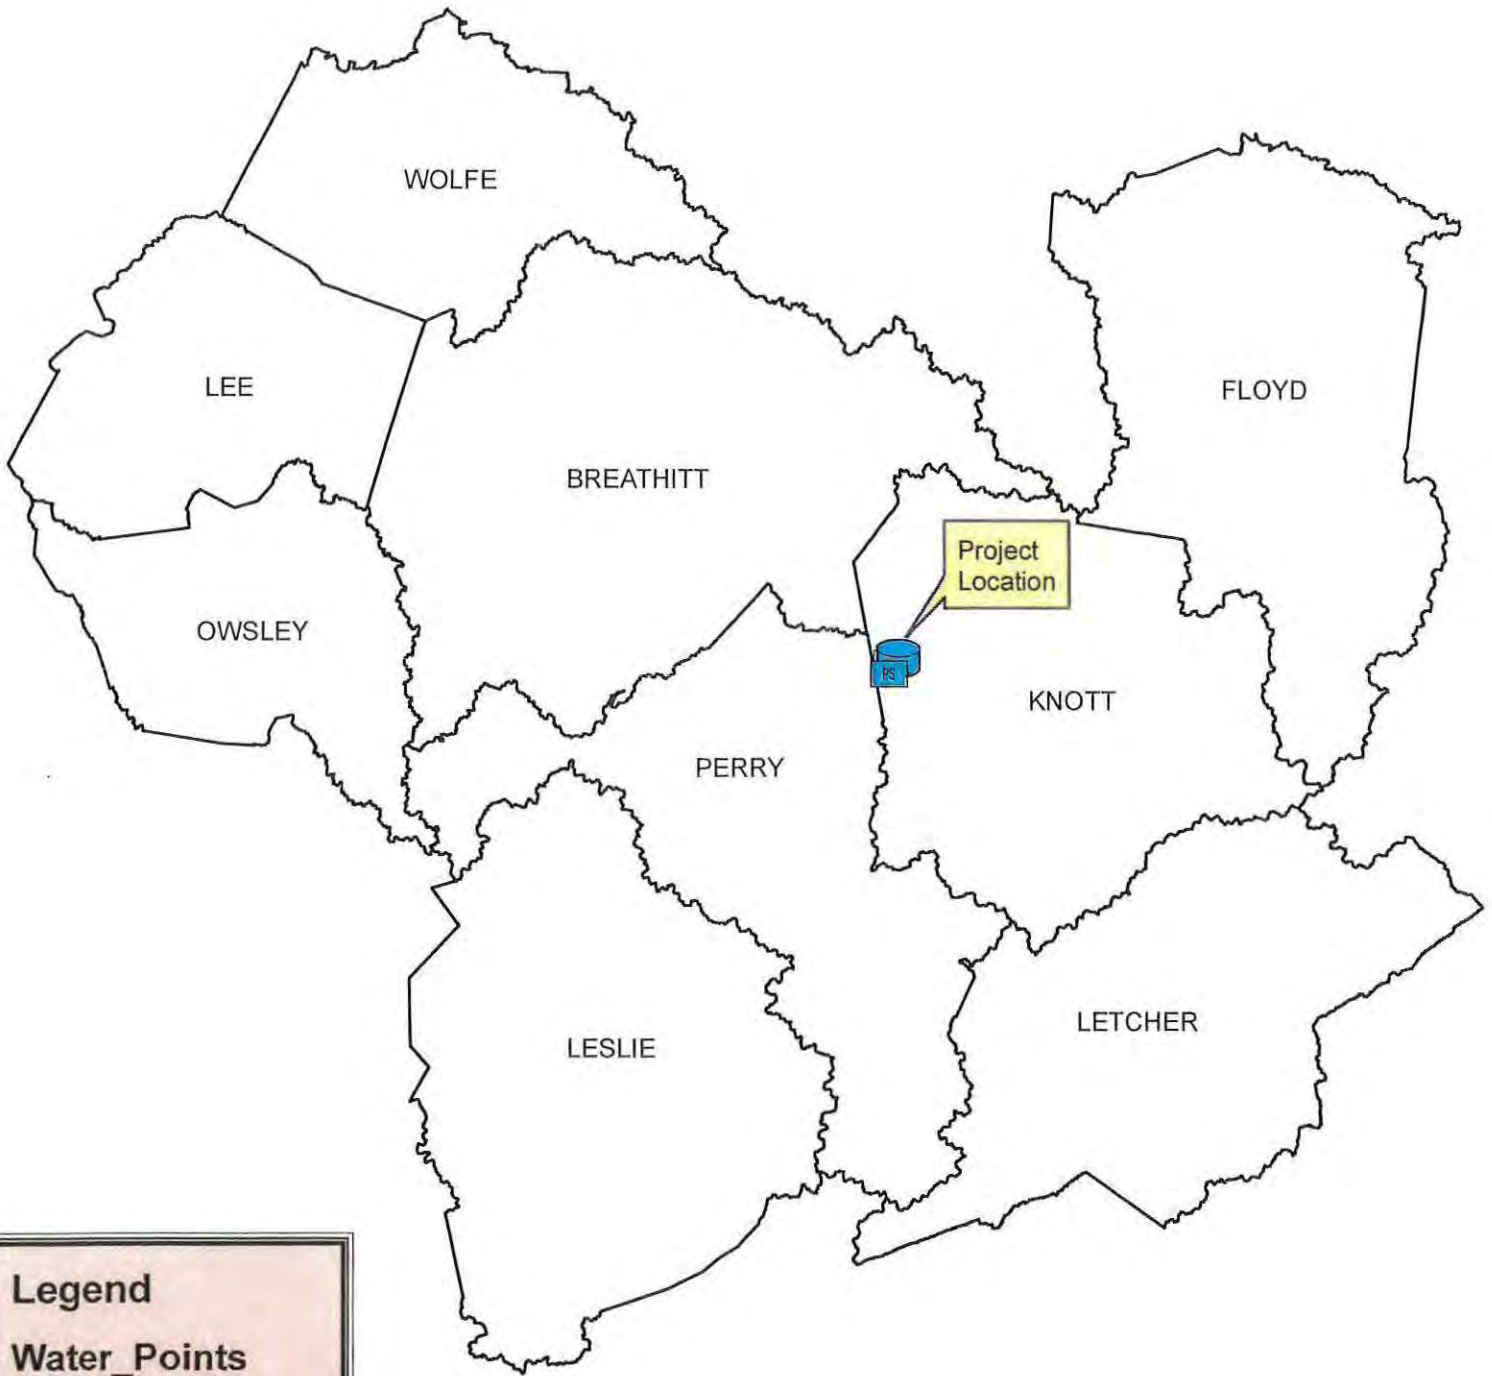 WOLFE
LEE
FLOYD
BREATHITT
Project
Location
OWSLEY
PS
KNOTT
PERRY
LETCHER
LESLIE
Legend
Water_Points